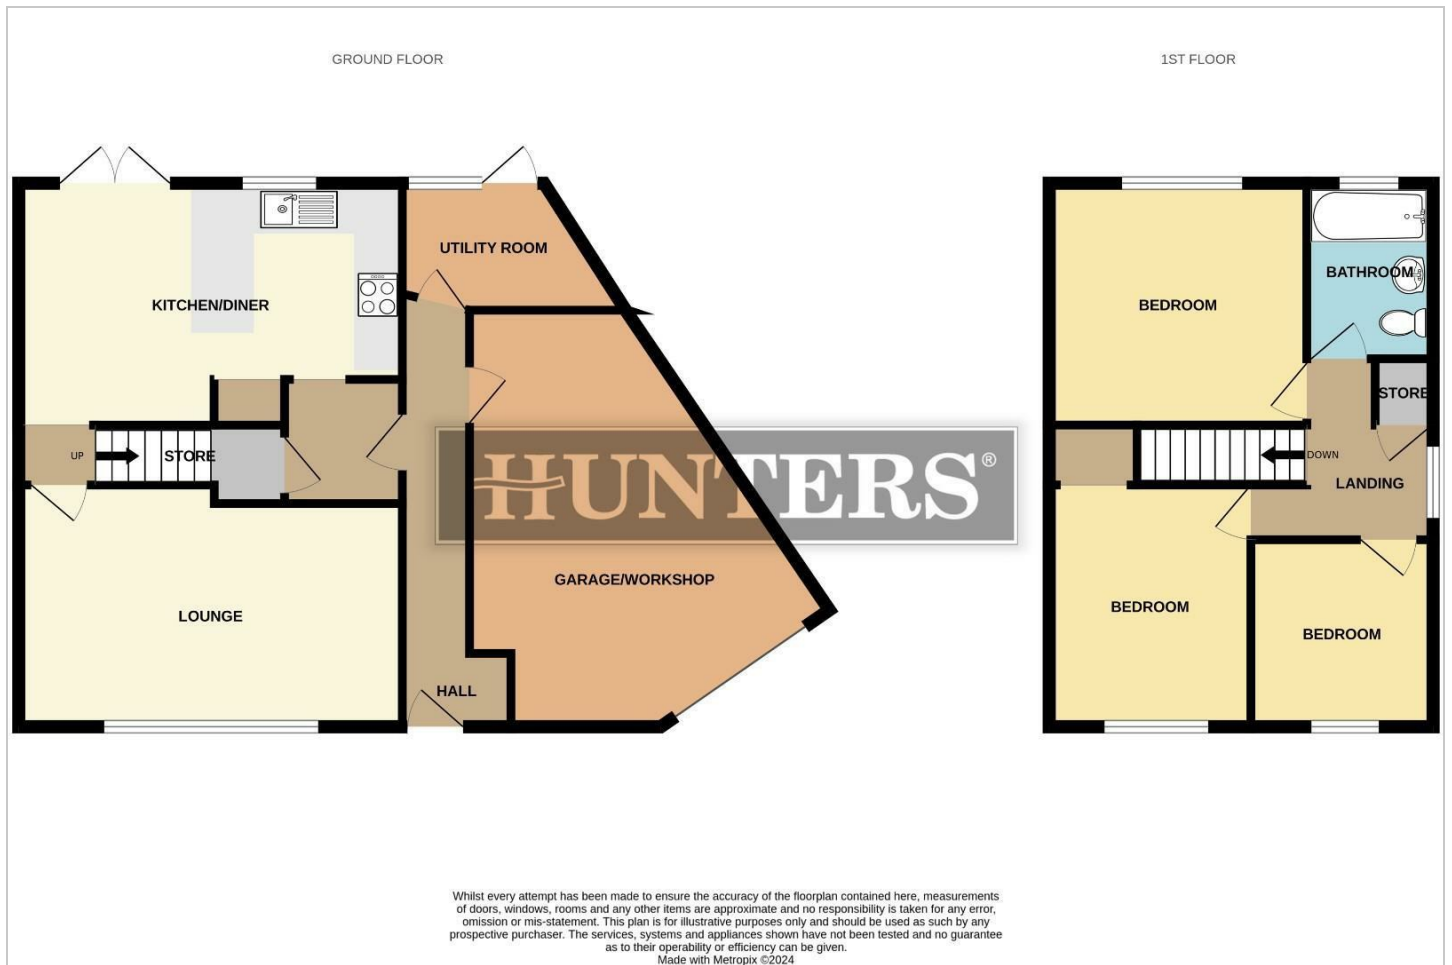 GROUND FLOOR
1ST FLOOR
UTILITY ROOM
KITCHEN/DINER
UP
STORE
HUNTERS®
LOUNGE
GARAGE/WORKSHOP
HALL
BATHROOM
BEDROOM
STORE
DOWN
LANDING
BEDROOM
BEDROOM
Whilst every attempt has been made to ensure the accuracy of the floorplan contained here, measurements
of doors, windows, rooms and any other items are approximate and no responsibility is taken for any error,
omission or mis-statement. This plan is for illustrative purposes only and should be used as such by any
prospective purchaser. The services, systems and appliances shown have not been tested and no guarantee
as to their operability or efficiency can be given.
Made with Metropix ©2024